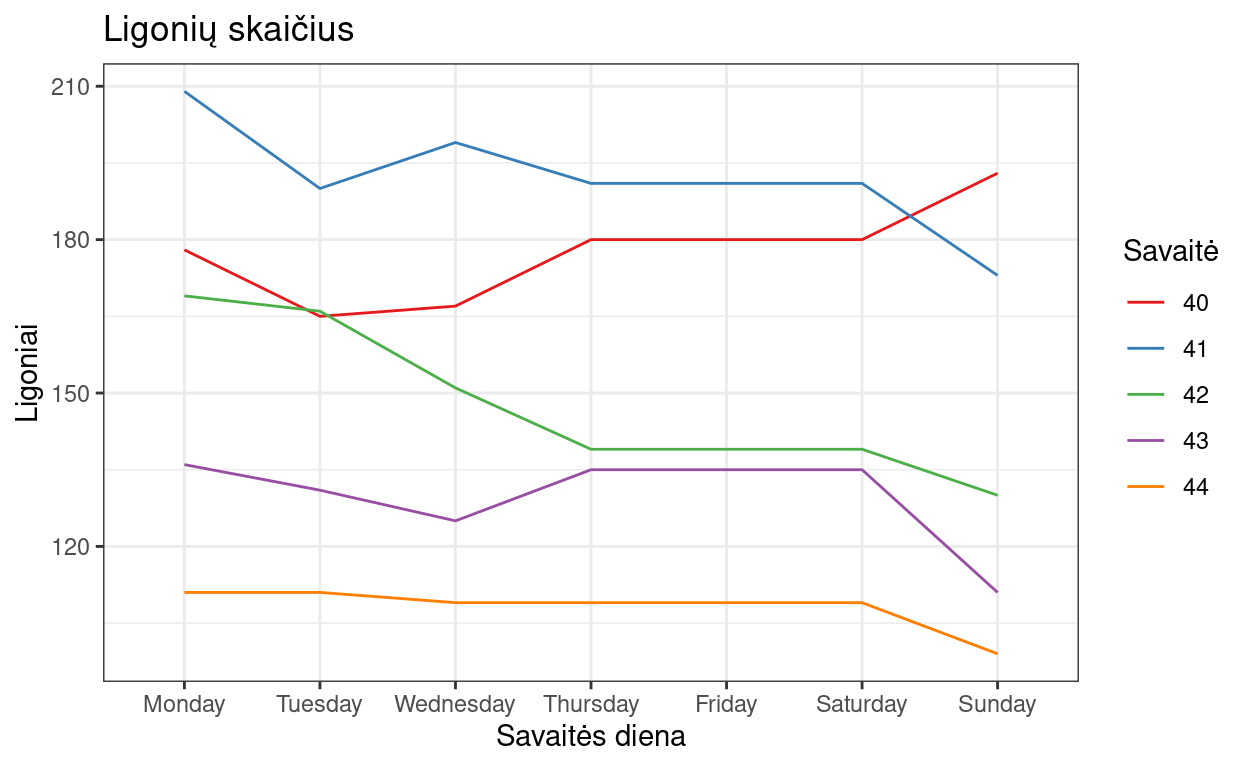 Ligonių skaičius
210
180
150
120
Ligoniai
Monday Tuesday Wednesday Thursday Friday Saturday Sunday
Savaitės diena
Savaitė
40
41
42
43
44